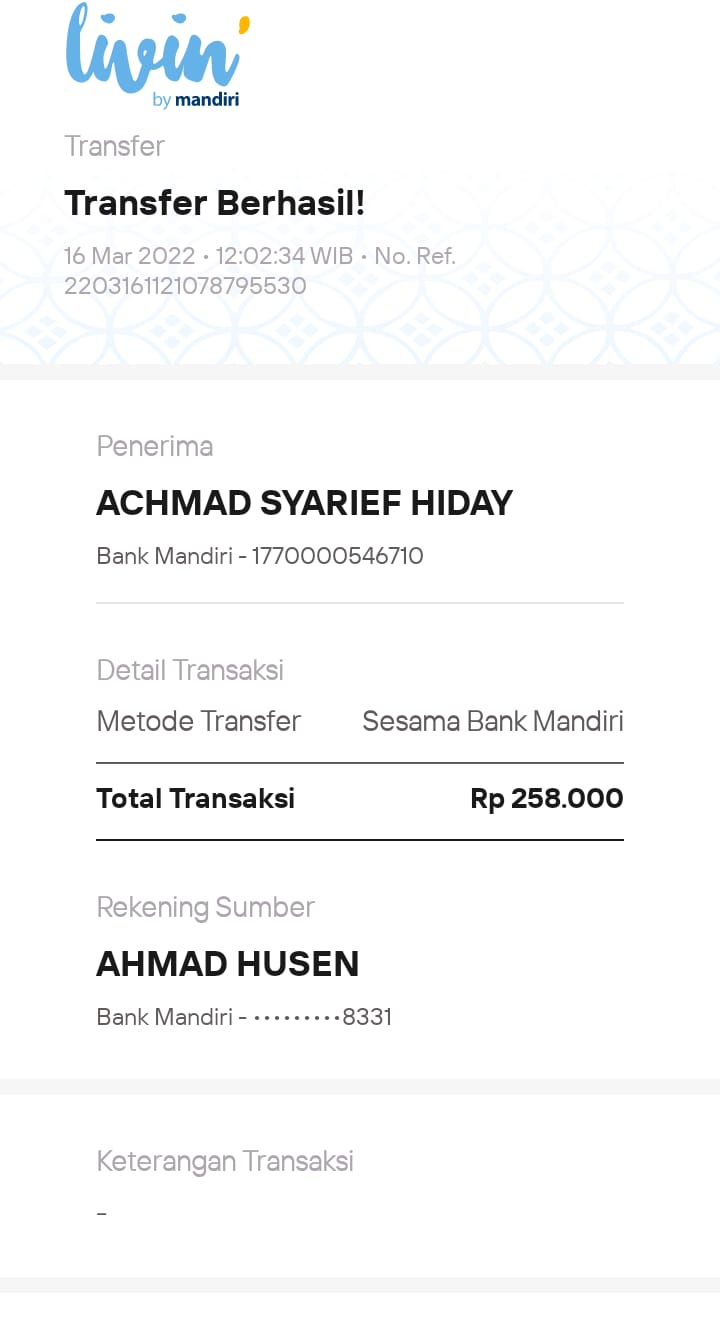 livin'
by mandiri
Transfer
Transfer Berhasil!
16 Mar 2022 • 12:02:34 WIB • No. Ref.
2203161121078795530
Penerima
ACHMAD SYARIEF HIDAY
Bank Mandiri - 1770000546710
Detail Transaksi
Metode Transfer Sesama Bank Mandiri
Total Transaksi Rp 258.000
Rekening Sumber
AHMAD HUSEN
Bank Mandiri - •••••••••8331
Keterangan Transaksi
-